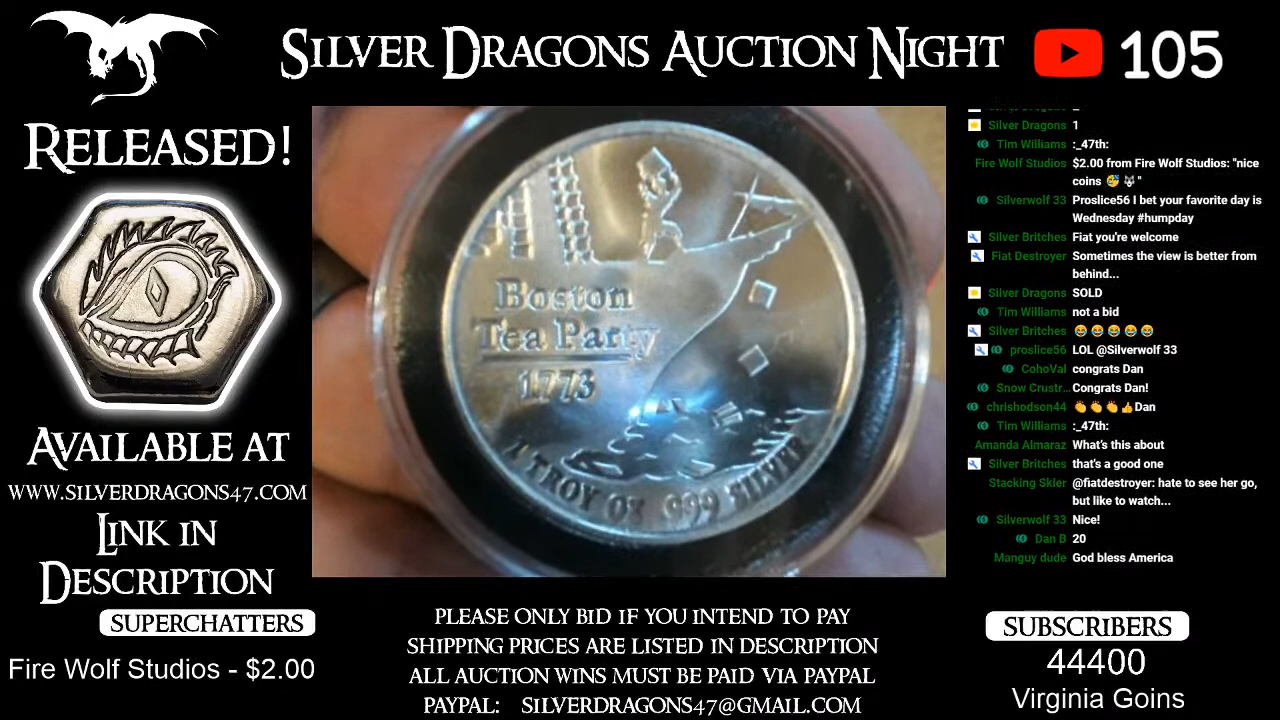 SILVER DRAGONS AUCTION NIGHT
105
RELEASED!
AVAILABLE AT
WWW.SILVERDRAGONS47.COM
LINK IN
DESCRIPTION
SUPERCHATTERS
Fire Wolf Studios - $2.00
Boston
Tea Party
1773
1 TROY OZ .999 SILVER
Silver Dragons 1
Tim Williams :_47th:
Fire Wolf Studios $2.00 from Fire Wolf Studios: "nice
coins 😴 🐺 "
Silverwolf 33 Proslice56 I bet your favorite day is
Wednesday #humpday
Silver Britches Fiat you're welcome
Fiat Destroyer Sometimes the view is better from
behind...
Silver Dragons SOLD
Tim Williams not a bid
Silver Britches 😂😂😂😂😂
proslice56 LOL @Silverwolf 33
CohoVal congrats Dan
Snow Crustr... Congrats Dan!
chrishodson44 👏👏👏👍Dan
Tim Williams :_47th:
Amanda Almaraz What's this about
Silver Britches that's a good one
Stacking Skler @fiatdestroyer: hate to see her go,
but like to watch...
Silverwolf 33 Nice!
Dan B 20
Manguy dude God bless America
PLEASE ONLY BID IF YOU INTEND TO PAY
SHIPPING PRICES ARE LISTED IN DESCRIPTION
ALL AUCTION WINS MUST BE PAID VIA PAYPAL
PAYPAL: SILVERDRAGONS47@GMAIL.COM
SUBSCRIBERS
44400
Virginia Goins